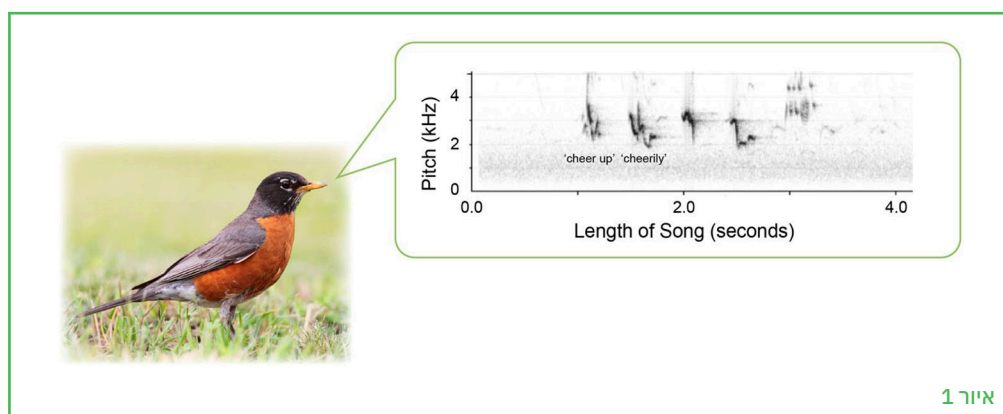 Pitch (kHz)
4
2
0
'cheer up' 'cheerily'
0.0 2.0 4.0
Length of Song (seconds)
איור 1